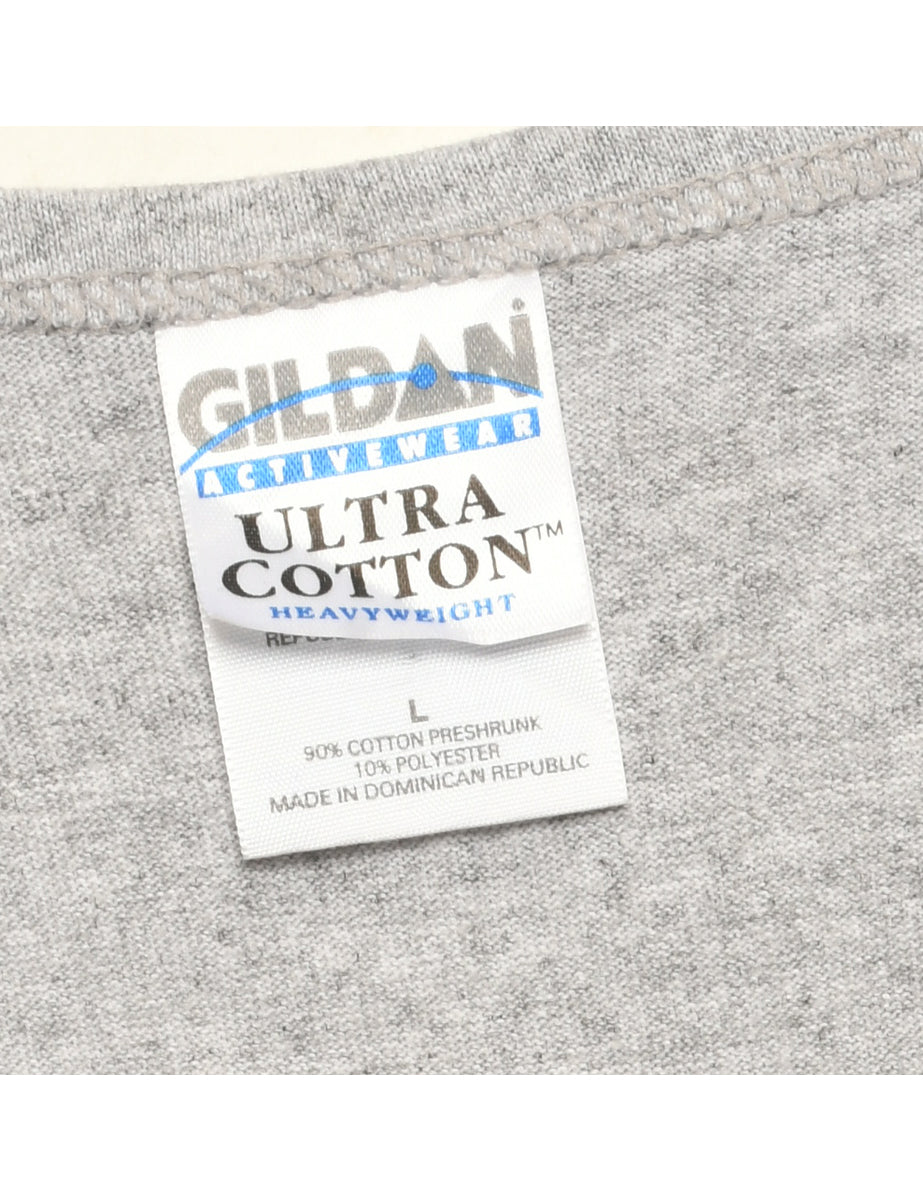 GILDAN®
ACTIVEWEAR
ULTRA
COTTON™
HEAVYWEIGHT
L
90% COTTON PRESHRUNK
10% POLYESTER
MADE IN DOMINICAN REPUBLIC